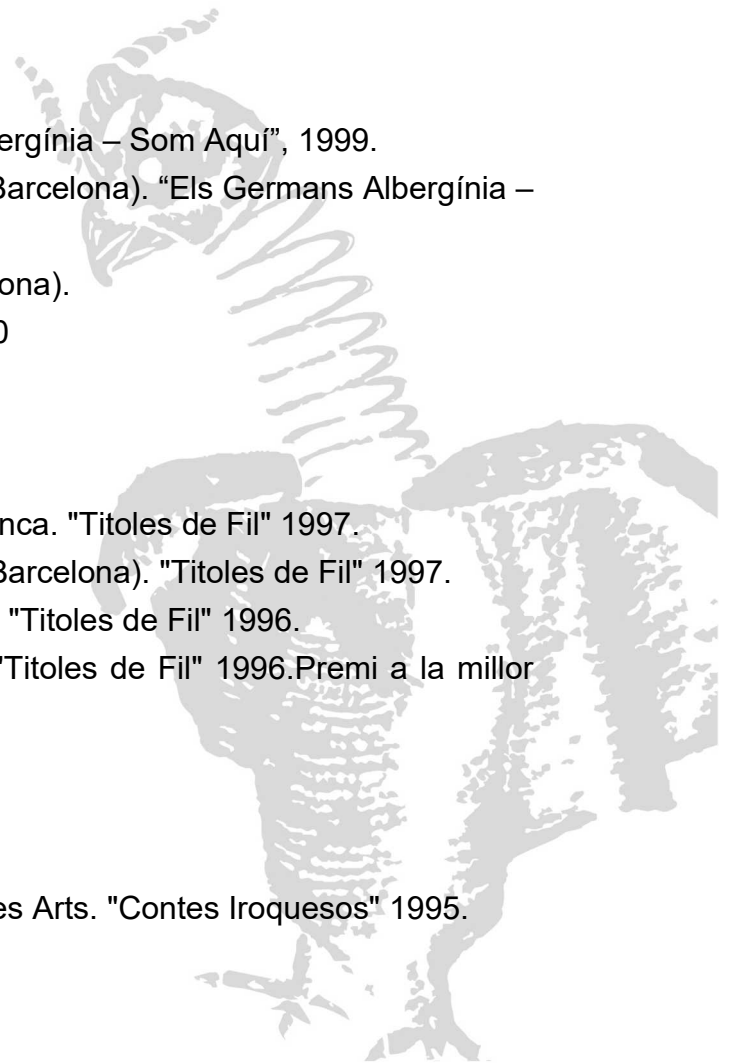 ergínia – Som Aquí”, 1999.
Barcelona). “Els Germans Albergínia –
ona).
0
nca. "Titoles de Fil" 1997.
Barcelona). "Titoles de Fil" 1997.
"Titoles de Fil" 1996.
"Titoles de Fil" 1996.Premi a la millor
es Arts. "Contes Iroquesos" 1995.